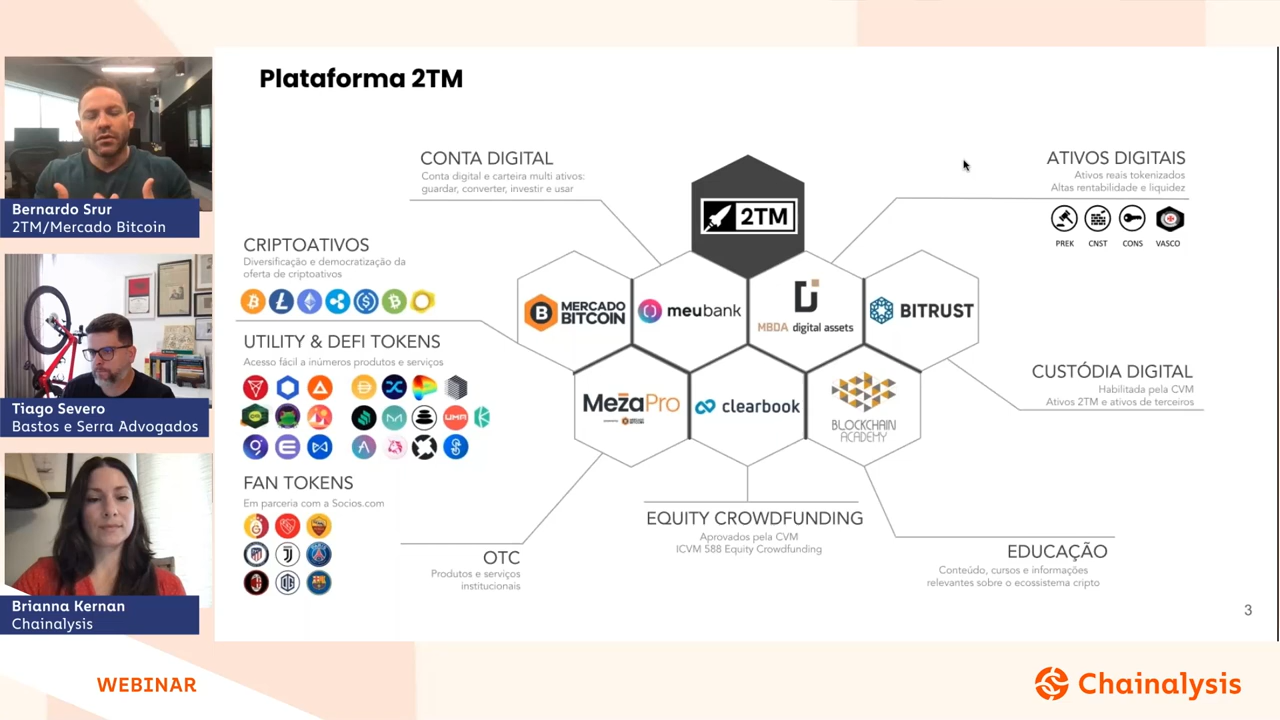 Plataforma 2TM
Bernardo Srur
2TM/Mercado Bitcoin
Tiago Severo
Bastos e Serra Advogados
Brianna Kernan
Chainalysis
CONTA DIGITAL
Conta digital e carteira multi ativos:
guardar, converter, investir e usar
CRIPTOATIVOS
Diversificação e democratização da
oferta de criptoativos
UTILITY & DEFI TOKENS
Acesso fácil a inúmeros produtos e serviços
FAN TOKENS
Em parceria com a Socios.com
2TM
MERCADO
BITCOIN
meubank
MBDA digital assets
BITRUST
MezaPro
clearbook
BLOCKCHAIN
ACADEMY
ATIVOS DIGITAIS
Ativos reais tokenizados
Altas rentabilidade e liquidez
PREK CNST CONS VASCO
CUSTÓDIA DIGITAL
Habilitada pela CVM
Ativos 2TM e ativos de terceiros
OTC
Produtos e serviços
institucionais
EQUITY CROWDFUNDING
Aprovados pela CVM
ICVM 588 Equity Crowdfunding
EDUCAÇÃO
Conteúdo, cursos e informações
relevantes sobre o ecossistema cripto
3
WEBINAR
Chainalysis